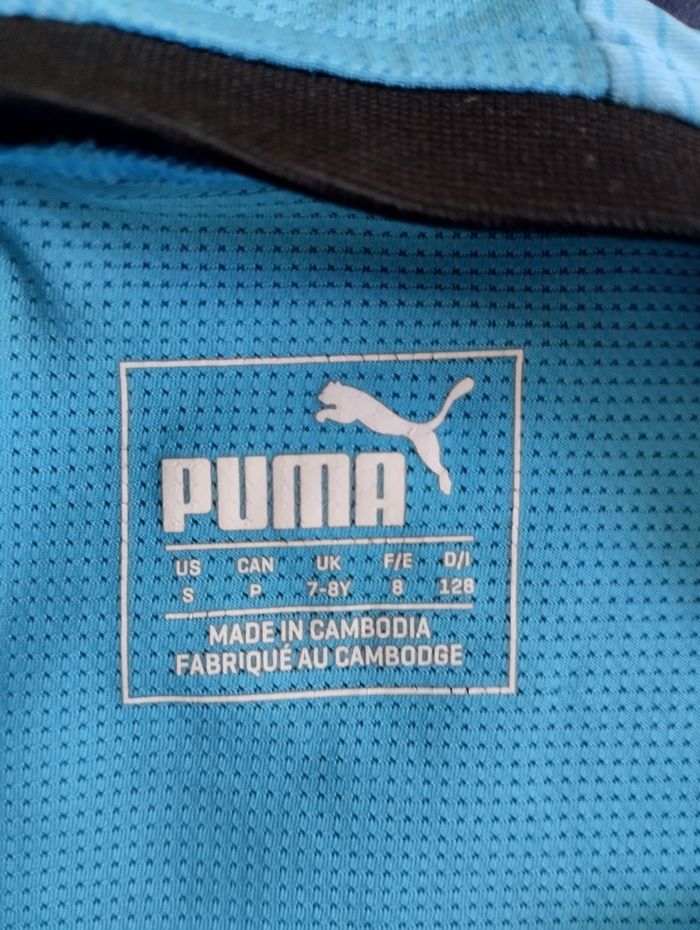 PUMA
US CAN UK F/E D/I
S P 7-8Y 8 128
MADE IN CAMBODIA
FABRIQUÉ AU CAMBODGE